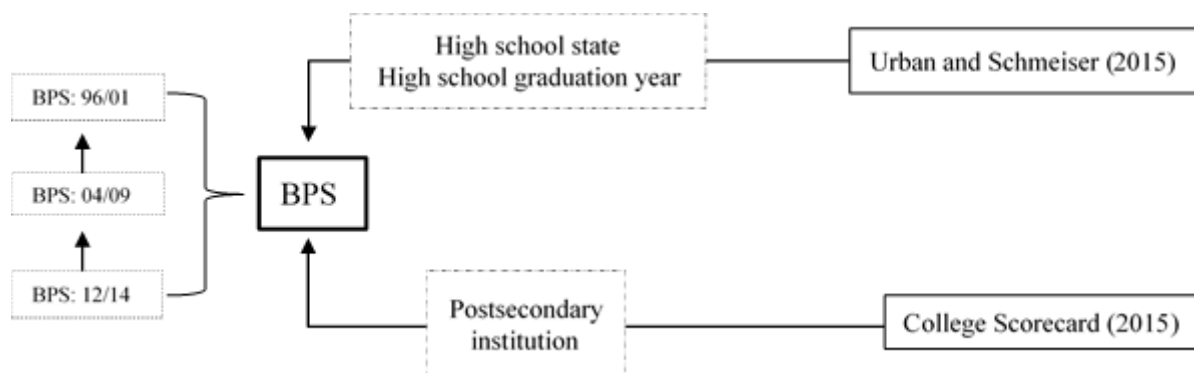 High school state
High school graduation year
Urban and Schmeiser (2015)
BPS: 96/01
BPS: 04/09
BPS
BPS: 12/14
Postsecondary
institution
College Scorecard (2015)